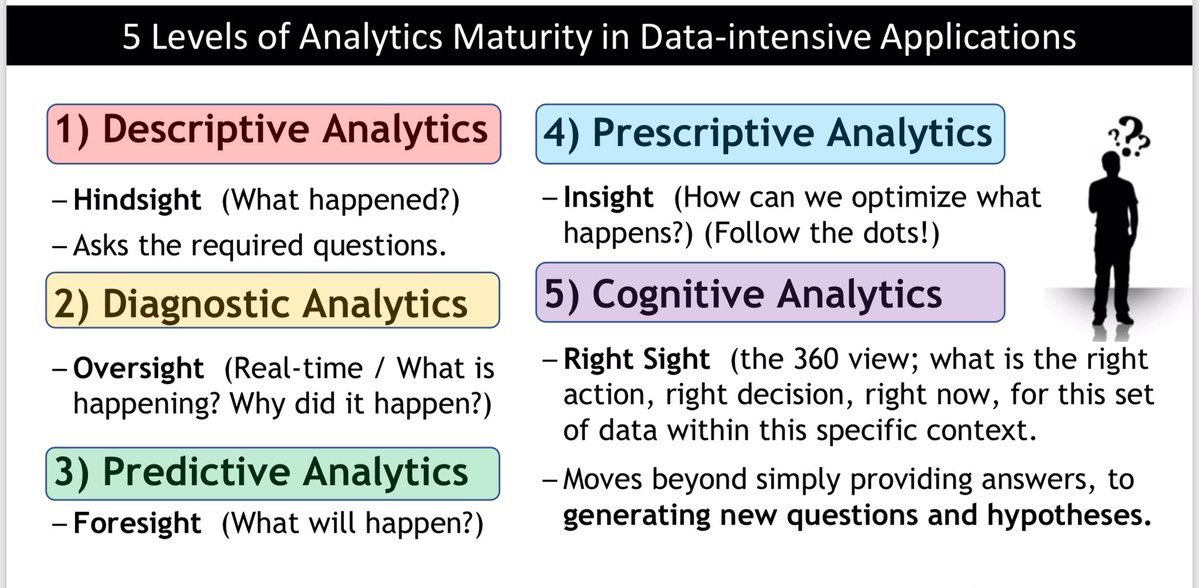 5 Levels of Analytics Maturity in Data-intensive Applications
1) Descriptive Analytics
– Hindsight (What happened?)
– Asks the required questions.
2) Diagnostic Analytics
– Oversight (Real-time / What is
happening? Why did it happen?)
3) Predictive Analytics
– Foresight (What will happen?)
4) Prescriptive Analytics
– Insight (How can we optimize what
happens?) (Follow the dots!)
5) Cognitive Analytics
– Right Sight (the 360 view; what is the right
action, right decision, right now, for this set
of data within this specific context.
– Moves beyond simply providing answers, to
generating new questions and hypotheses.
???